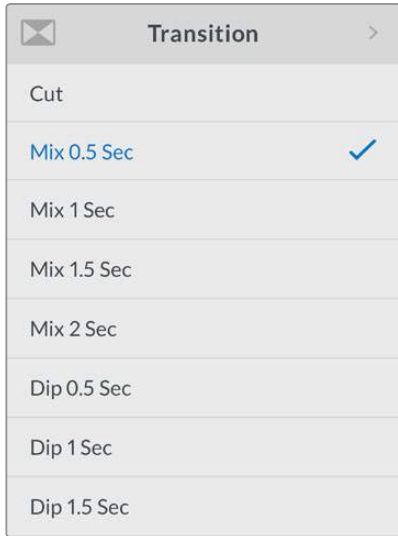 Transition
Cut
Mix 0.5 Sec
Mix 1 Sec
Mix 1.5 Sec
Mix 2 Sec
Dip 0.5 Sec
Dip 1 Sec
Dip 1.5 Sec